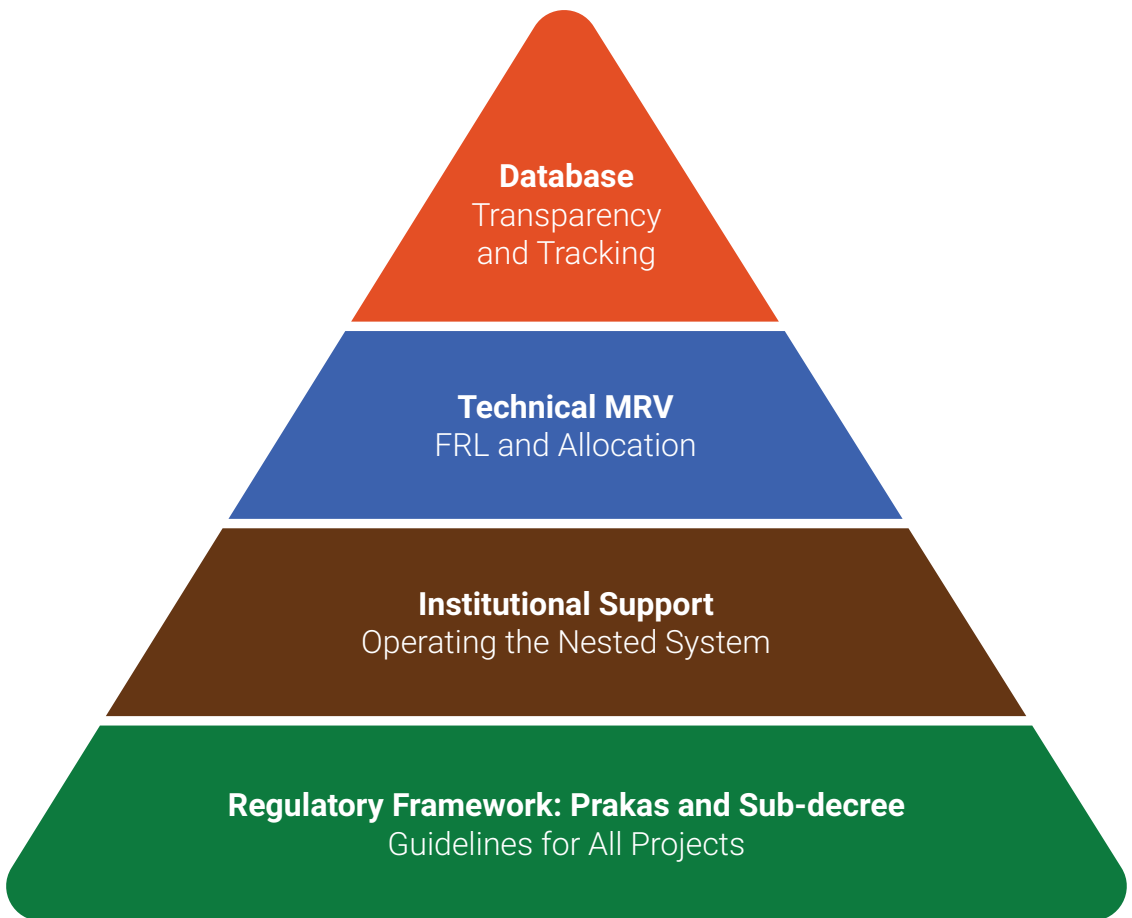 Database
Transparency
and Tracking
Technical MRV
FRL and Allocation
Institutional Support
Operating the Nested System
Regulatory Framework: Prakas and Sub-decree
Guidelines for All Projects